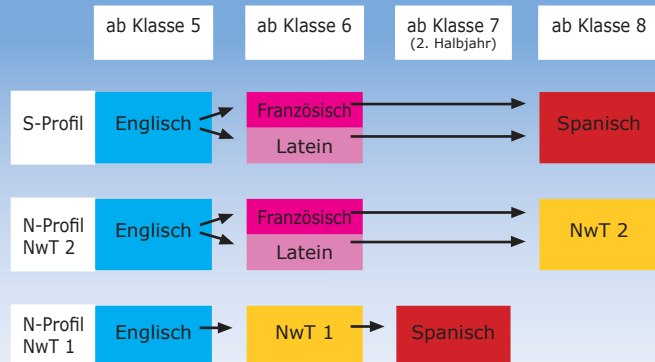 ab Klasse 5
ab Klasse 6
ab Klasse 7
(2. Halbjahr)
ab Klasse 8
S-Profil
Englisch
Französisch
Latein
Spanisch
N-Profil
NwT 2
Englisch
Französisch
Latein
NwT 2
N-Profil
NwT 1
Englisch
NwT 1
Spanisch